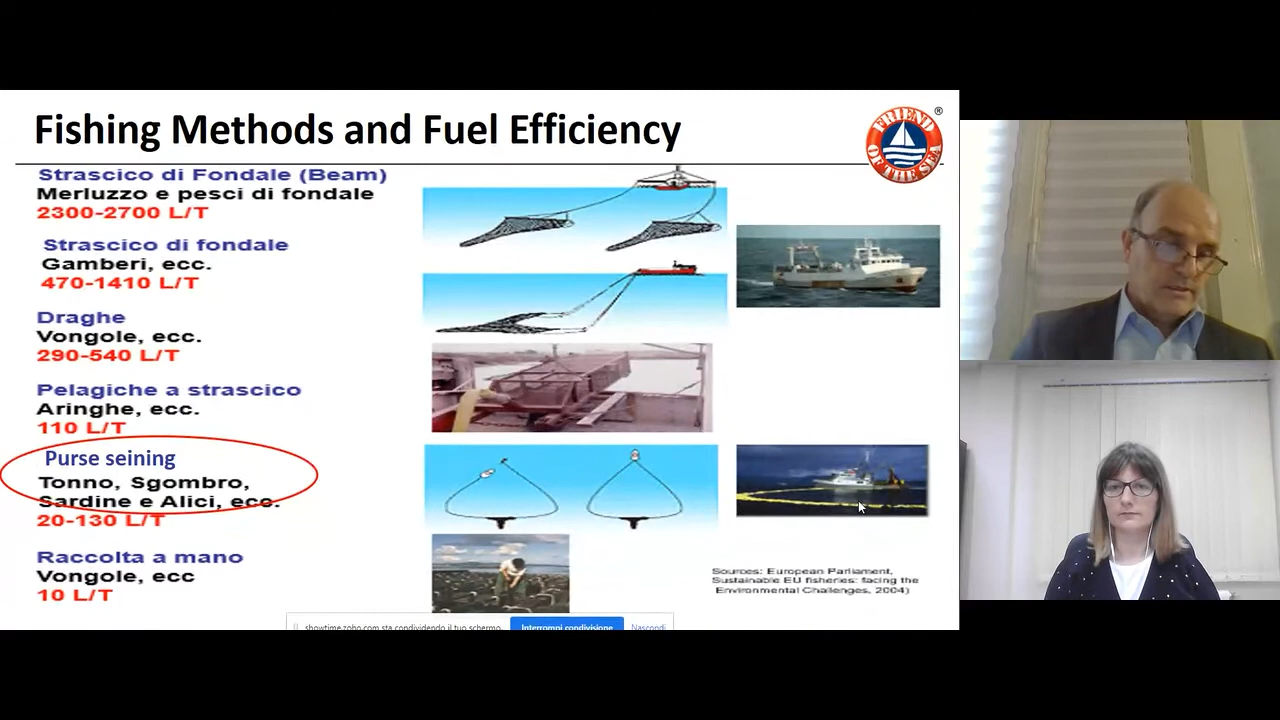 Fishing Methods and Fuel Efficiency
FRIEND OF THE SEA
®
Strascico di Fondale (Beam)
Merluzzo e pesci di fondale
2300-2700 L/T
Strascico di fondale
Gamberi, ecc.
470-1410 L/T
Draghe
Vongole, ecc.
290-540 L/T
Pelagiche a strascico
Aringhe, ecc.
110 L/T
Purse seining
Tonno, Sgombro,
Sardine e Alici, ecc.
20-130 L/T
Raccolta a mano
Vongole, ecc
10 L/T
Sources: European Parliament,
Sustainable EU fisheries: facing the
Environmental Challenges, 2004)
showtime.zoho.com sta condividendo il tuo schermo.
Interrompi condivisione
Nascondi